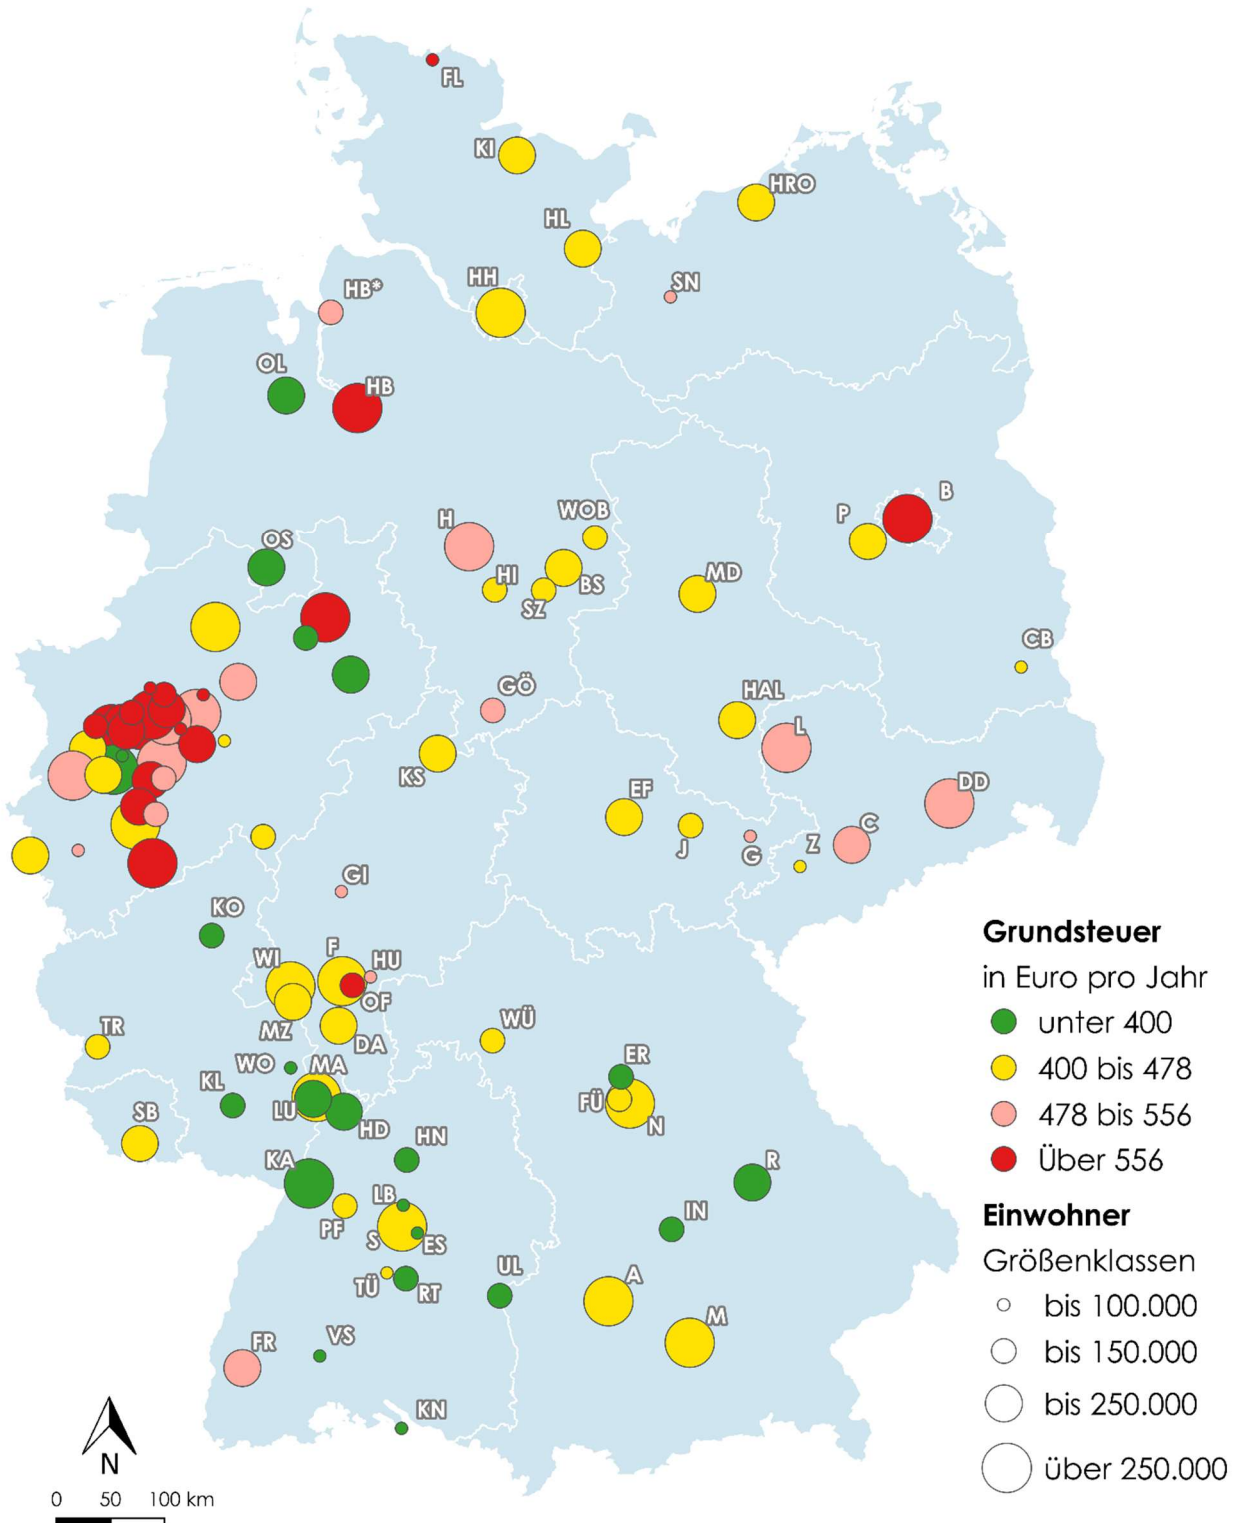 FL
KI
HRO
HL
HH
SN
HB*
OL
HB
B
P
H
WOB
OS
HI
BS
SZ
MD
CB
GÖ
HAL
L
KS
EF
DD
C
J
G
Z
GI
KO
F
WI
HU
OF
MZ
DA
WÜ
TR
WO
MA
ER
KL
LU
FÜ
SB
HD
N
HN
KA
R
LB
PF
S
ES
IN
UL
TÜ
RT
A
M
VS
FR
KN
Grundsteuer
in Euro pro Jahr
unter 400
400 bis 478
478 bis 556
Über 556
Einwohner
Größenklassen
bis 100.000
bis 150.000
bis 250.000
über 250.000
N
0 50 100 km